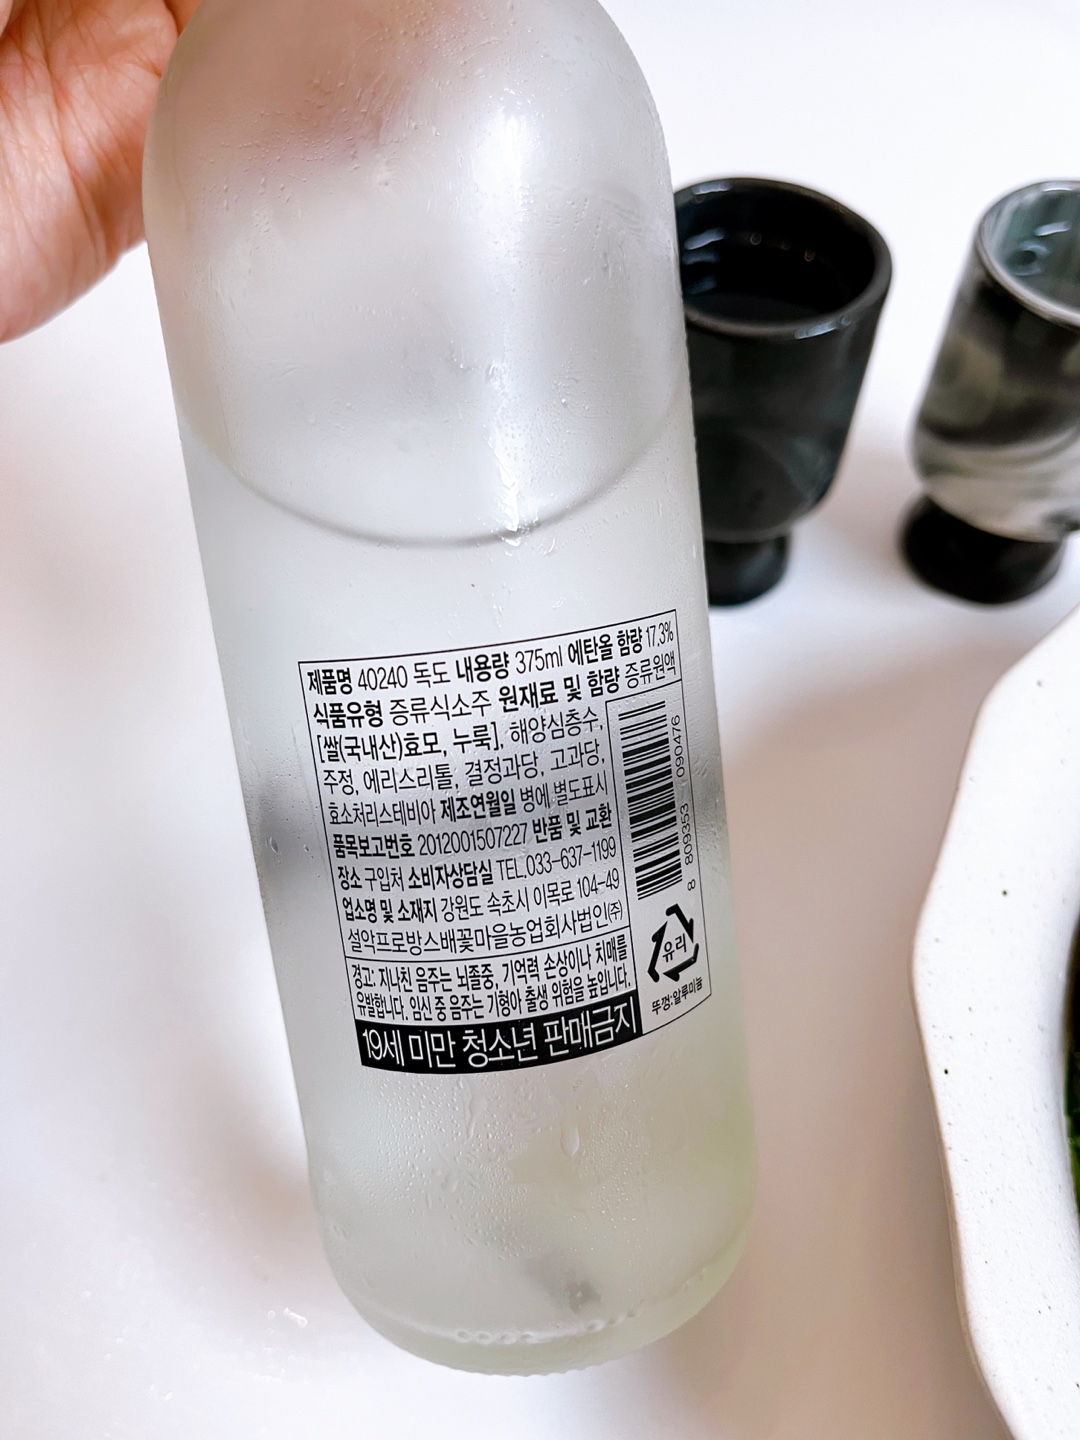 제품명 40240 독도 내용량 375ml 에탄올 함량 17.3%
식품유형 증류식소주 원재료 및 함량 증류원액
[쌀(국내산)효모, 누룩], 해양심층수,
주정, 에리스리톨, 결정과당, 고과당,
효소처리스테비아 제조연월일 병에 별도표시
품목보고번호 2012001507227 반품 및 교환
장소 구입처 소비자상담실 TEL.033-637-1199
업소명 및 소재지 강원도 속초시 이목로 104-49
설악프로방스배꽃마을농업회사법인(주)
경고: 지나친 음주는 뇌졸중, 기억력 손상이나 치매를
유발합니다. 임신 중 음주는 기형아 출생 위험을 높입니다.
19세 미만 청소년 판매금지
8 809353 090476
유리
뚜껑:알루미늄